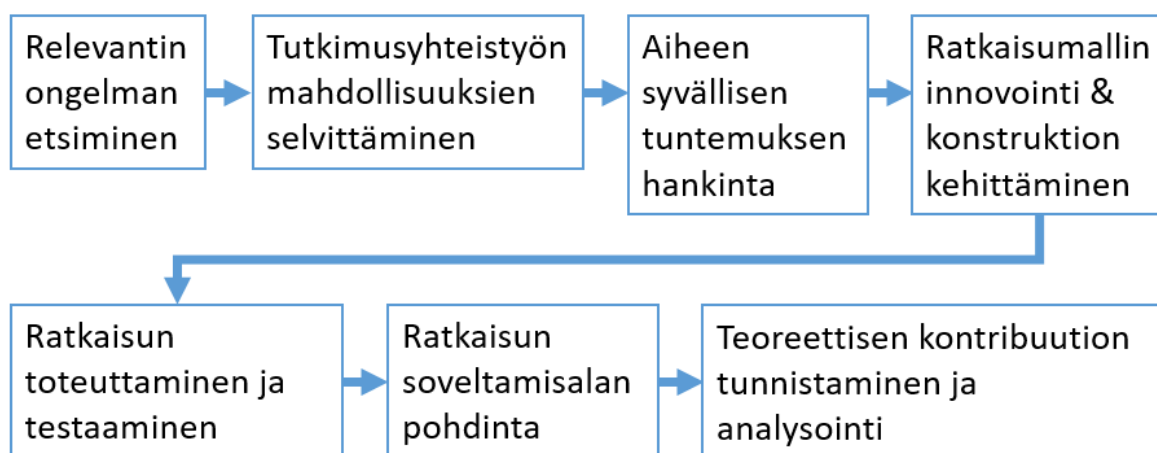 Relevantin
ongelman
etsiminen
Tutkimusyhteistyön
mahdollisuuksien
selvittäminen
Aiheen
syvällisen
tuntemuksen
hankinta
Ratkaisumallin
innovointi &
konstruktion
kehittäminen
Ratkaisun
toteuttaminen ja
testaaminen
Ratkaisun
soveltamisalan
pohdinta
Teoreettisen kontribuution
tunnistaminen ja
analysointi